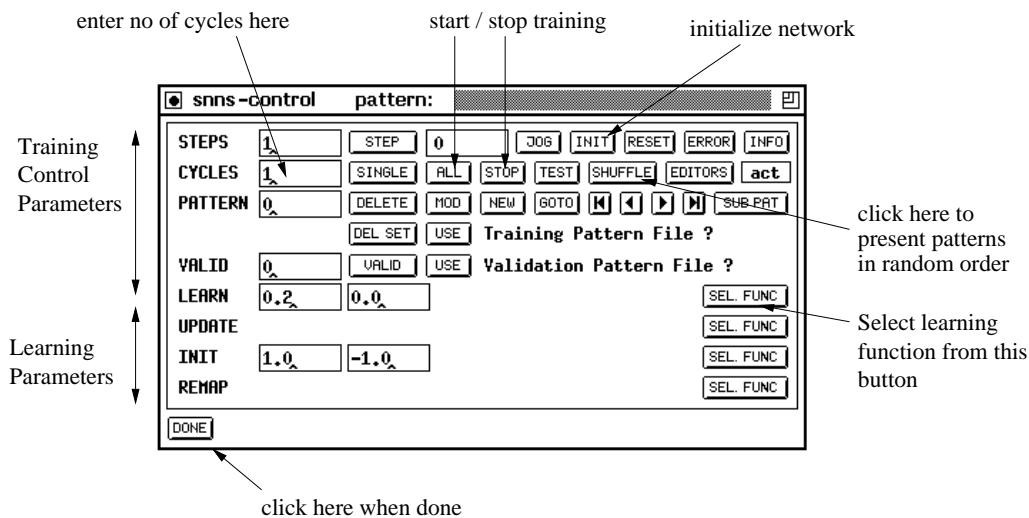 enter no of cycles here
start / stop training
initialize network
snns-control pattern:
Training
Control
Parameters
STEPS 1 STEP 0 JOG INIT RESET ERROR INFO
CYCLES 1 SINGLE ALL STOP TEST SHUFFLE EDITORS act
PATTERN 0 DELETE MOD NEW GOTO SUB PAT
DEL SET USE Training Pattern File ?
VALID 0 VALID USE Validation Pattern File ?
LEARN 0.2 0.0 SEL. FUNC
UPDATE SEL. FUNC
INIT 1.0 -1.0 SEL. FUNC
REMAP SEL. FUNC
DONE
click here to
present patterns
in random order
Learning
Parameters
Select learning
function from this
button
click here when done